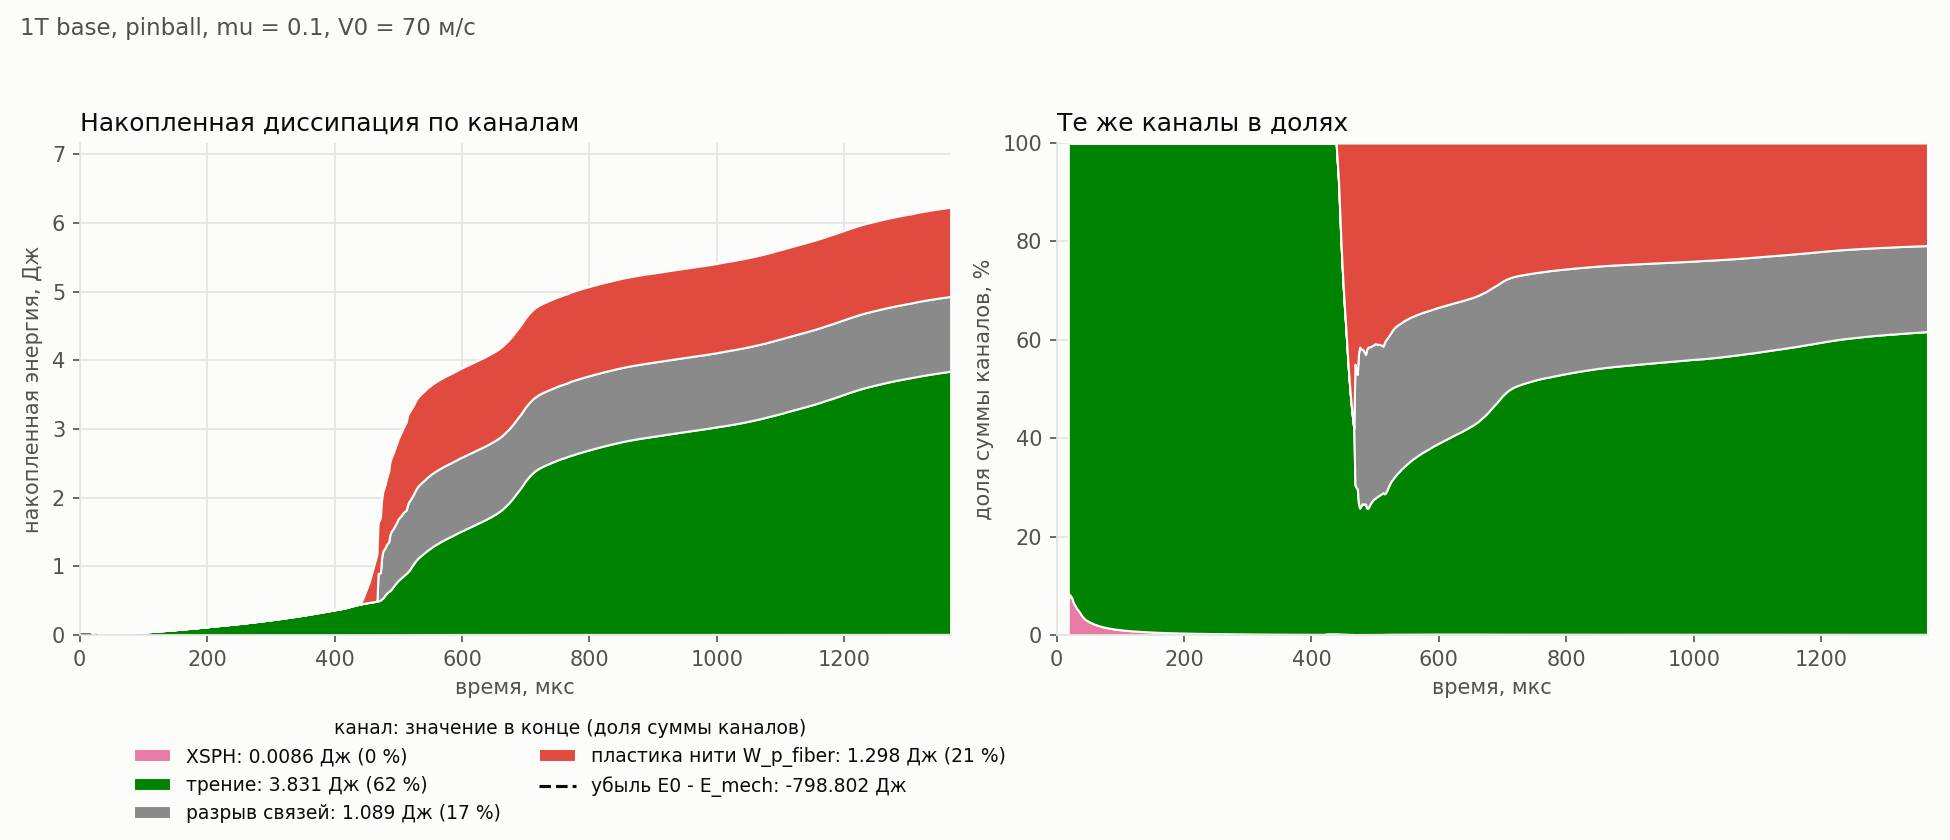 1T base, pinball, mu = 0.1, V0 = 70 м/с
Накопленная диссипация по каналам
накопленная энергия, Дж
7
6
5
4
3
2
1
0
0 200 400 600 800 1000 1200
время, мкс
Те же каналы в долях
доля суммы каналов, %
100
80
60
40
20
0
0 200 400 600 800 1000 1200
время, мкс
канал: значение в конце (доля суммы каналов)
XSPH: 0.0086 Дж (0 %)
трение: 3.831 Дж (62 %)
разрыв связей: 1.089 Дж (17 %)
пластика нити W_p_fiber: 1.298 Дж (21 %)
убыль E0 - E_mech: -798.802 Дж